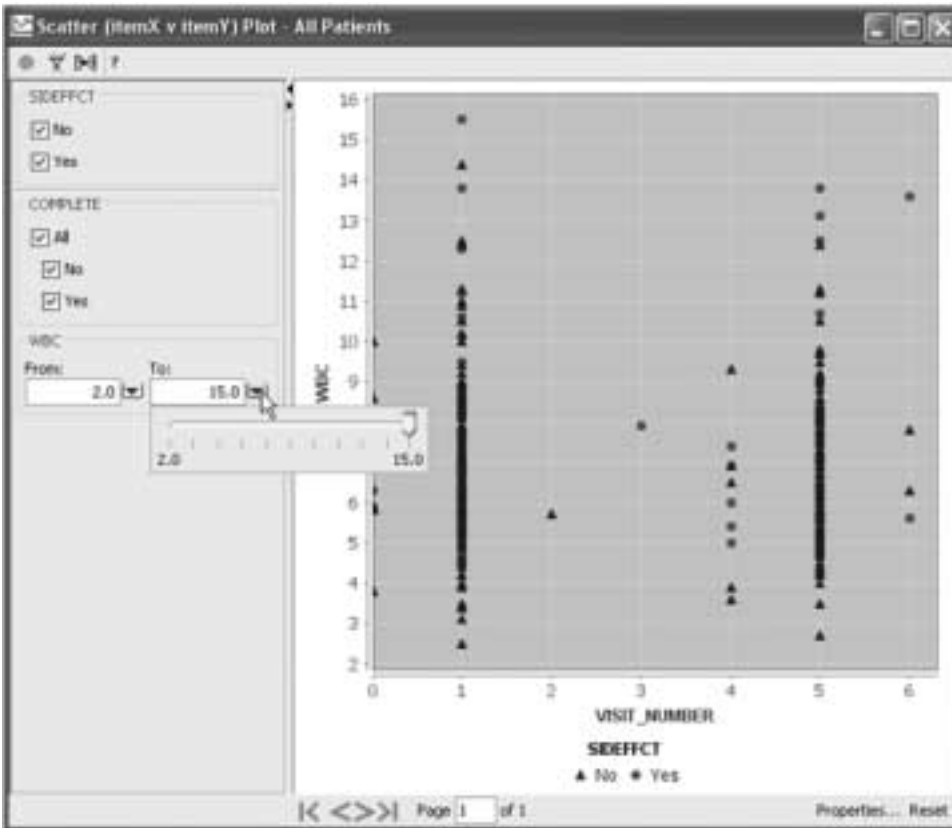 Scatter (itemX v itemY) Plot - All Patients
?
SIDEFFCT
No
Yes
COMPLETE
All
No
Yes
WBC
From: To:
2.0 15.0
2.0 15.0
16
15
14
13
12
11
10
9
6
5
4
3
2
WBC
0 1 2 3 4 5 6
VISIT_NUMBER
SIDEFFCT
No Yes
Page 1 of 1 Properties... Reset